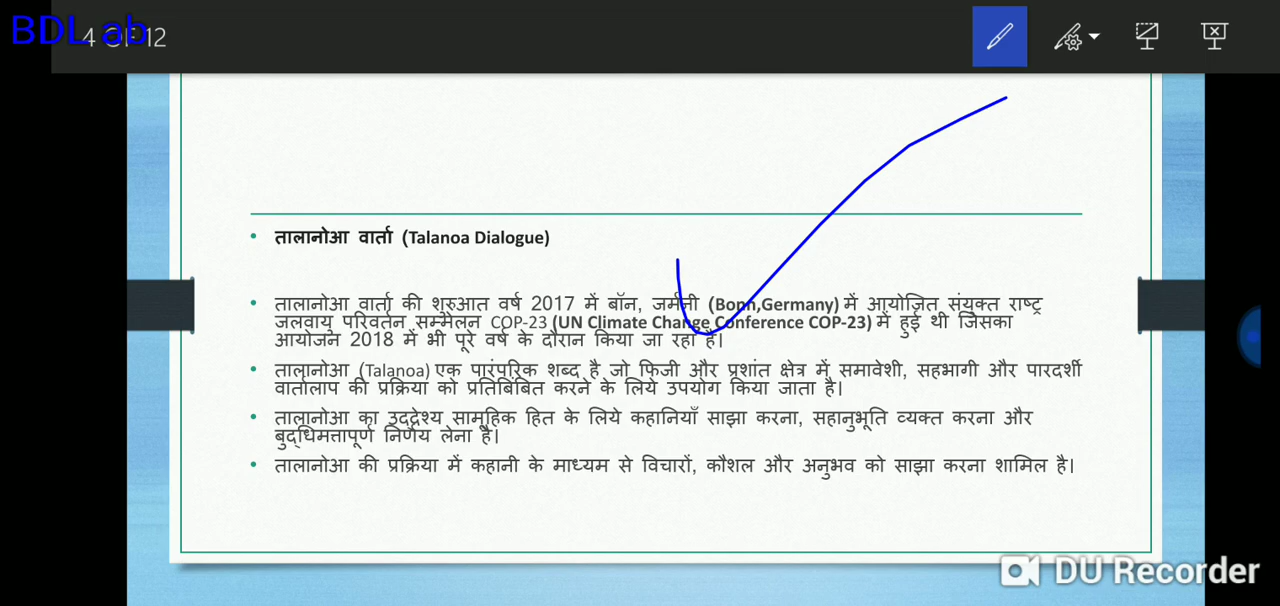 BDLab
4 OF 12
तालानोआ वार्ता (Talanoa Dialogue)
तालानोआ वार्ता की शुरुआत वर्ष 2017 में बॉन, जर्मनी (Bonn,Germany) में आयोजित संयुक्त राष्ट्र
जलवायु परिवर्तन सम्मेलन COP-23 (UN Climate Change Conference COP-23) में हुई थी जिसका
आयोजन 2018 में भी पूरे वर्ष के दौरान किया जा रहा है।
तालानोआ (Talanoa) एक पारंपरिक शब्द है जो फिजी और प्रशांत क्षेत्र में समावेशी, सहभागी और पारदर्शी
वार्तालाप की प्रक्रिया को प्रतिबिंबित करने के लिये उपयोग किया जाता है।
तालानोआ का उद्देश्य सामूहिक हित के लिये कहानियाँ साझा करना, सहानुभूति व्यक्त करना और
बुद्धिमत्तापूर्ण निर्णय लेना है।
तालानोआ की प्रक्रिया में कहानी के माध्यम से विचारों, कौशल और अनुभव को साझा करना शामिल है।
DU Recorder